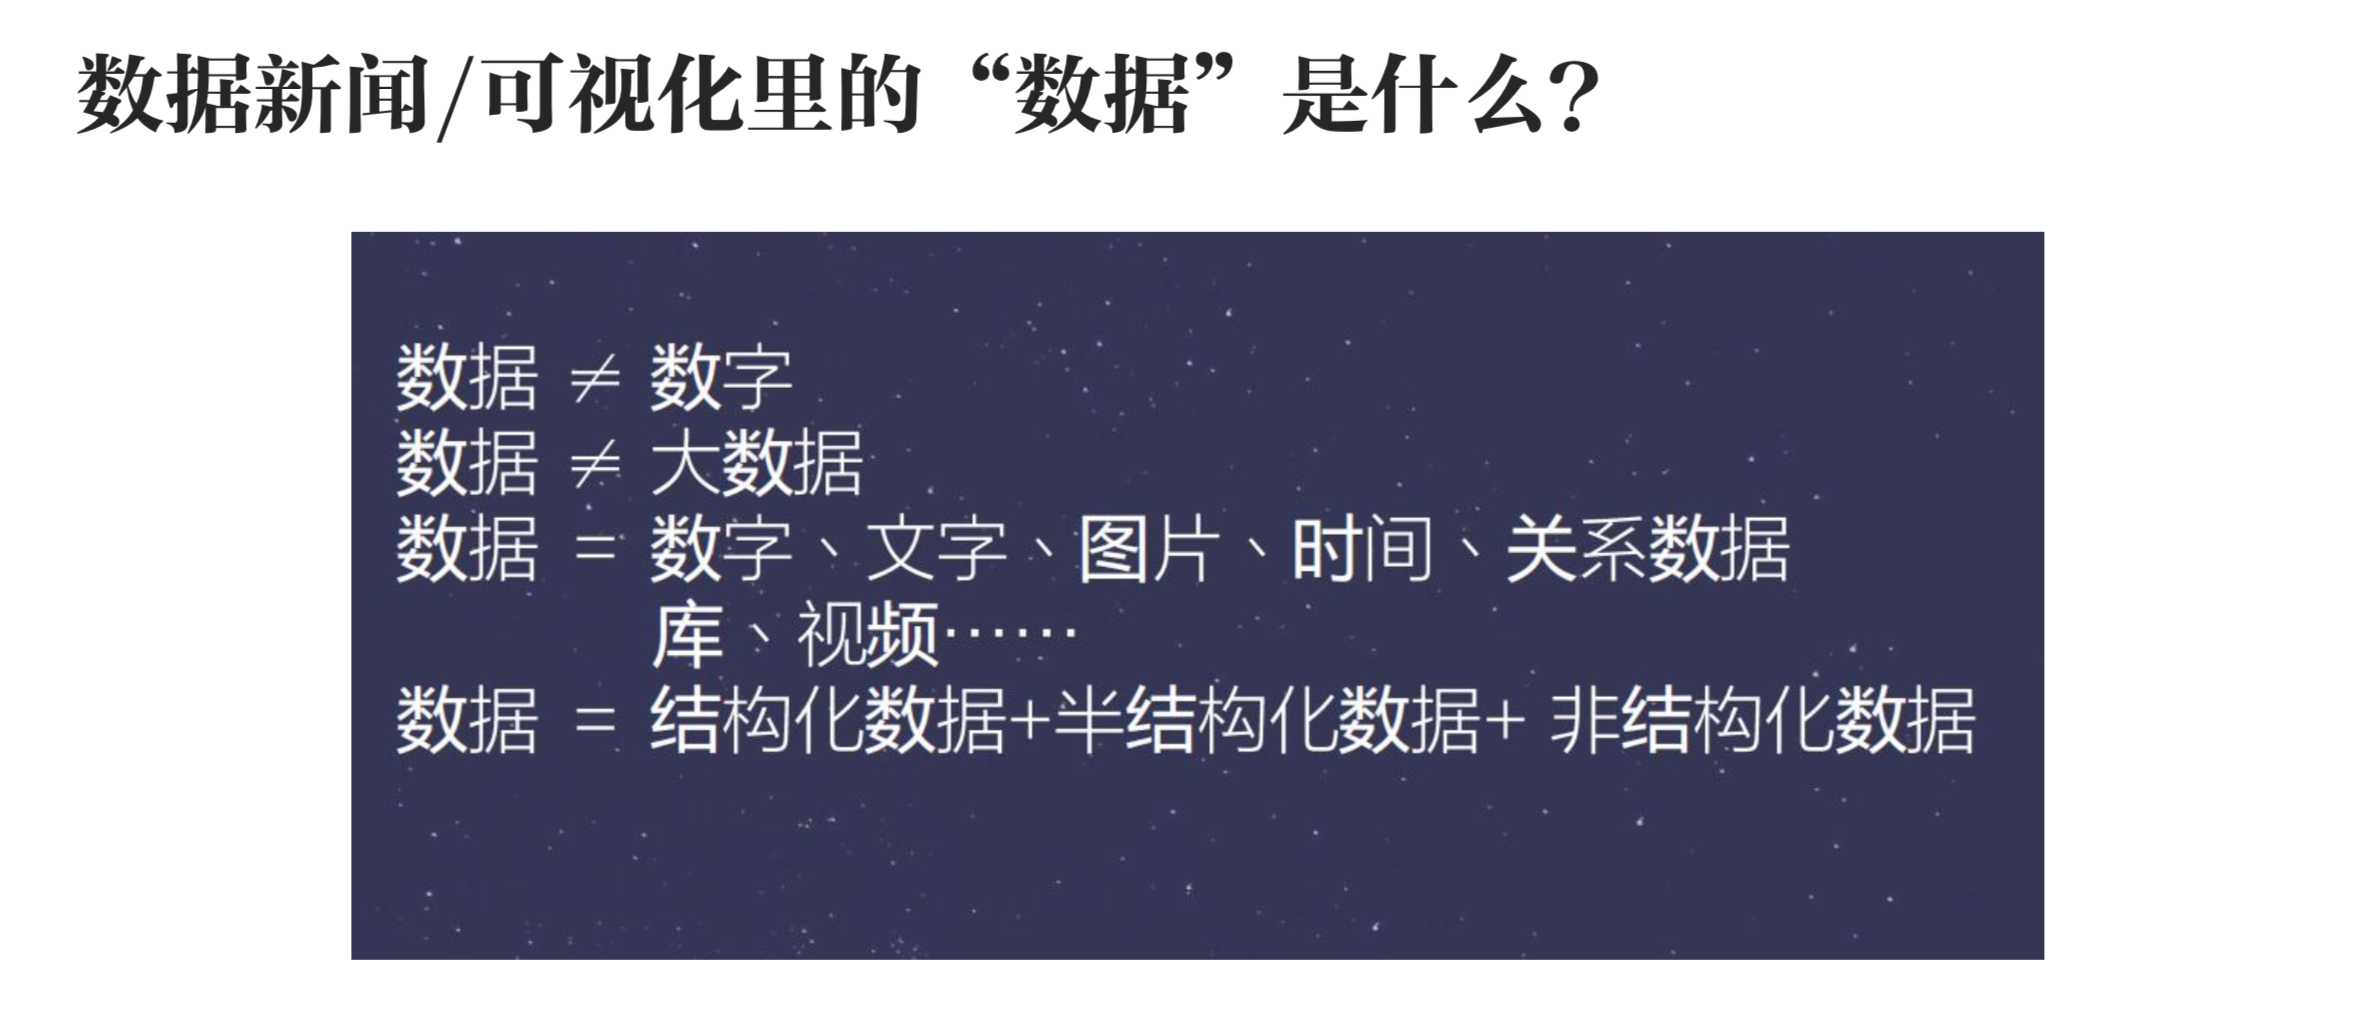 数据新闻/可视化里的“数据”是什么？
数据 ≠ 数字
数据 ≠ 大数据
数据 = 数字、文字、图片、时间、关系数据
库、视频……
数据 = 结构化数据+半结构化数据+ 非结构化数据